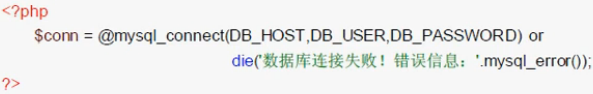 <?php
$conn = @mysql_connect(DB_HOST,DB_USER,DB_PASSWORD) or
die('数据库连接失败！错误信息：'.mysql_error());
?>